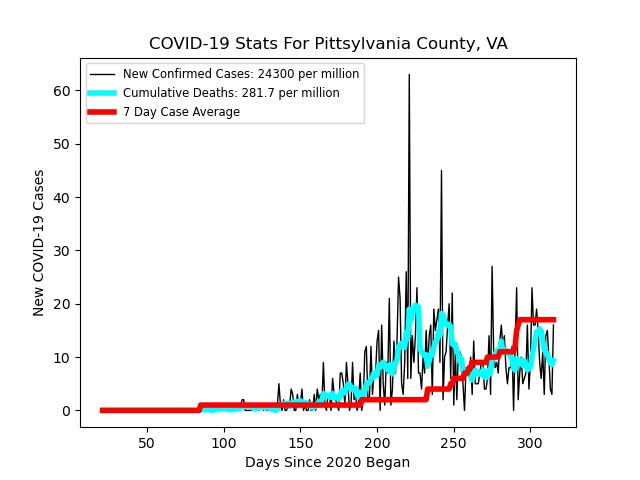 COVID-19 Stats For Pittsylvania County, VA
New Confirmed Cases: 24300 per million
Cumulative Deaths: 281.7 per million
7 Day Case Average
New COVID-19 Cases
60
50
40
30
20
10
0
50 100 150 200 250 300
Days Since 2020 Began